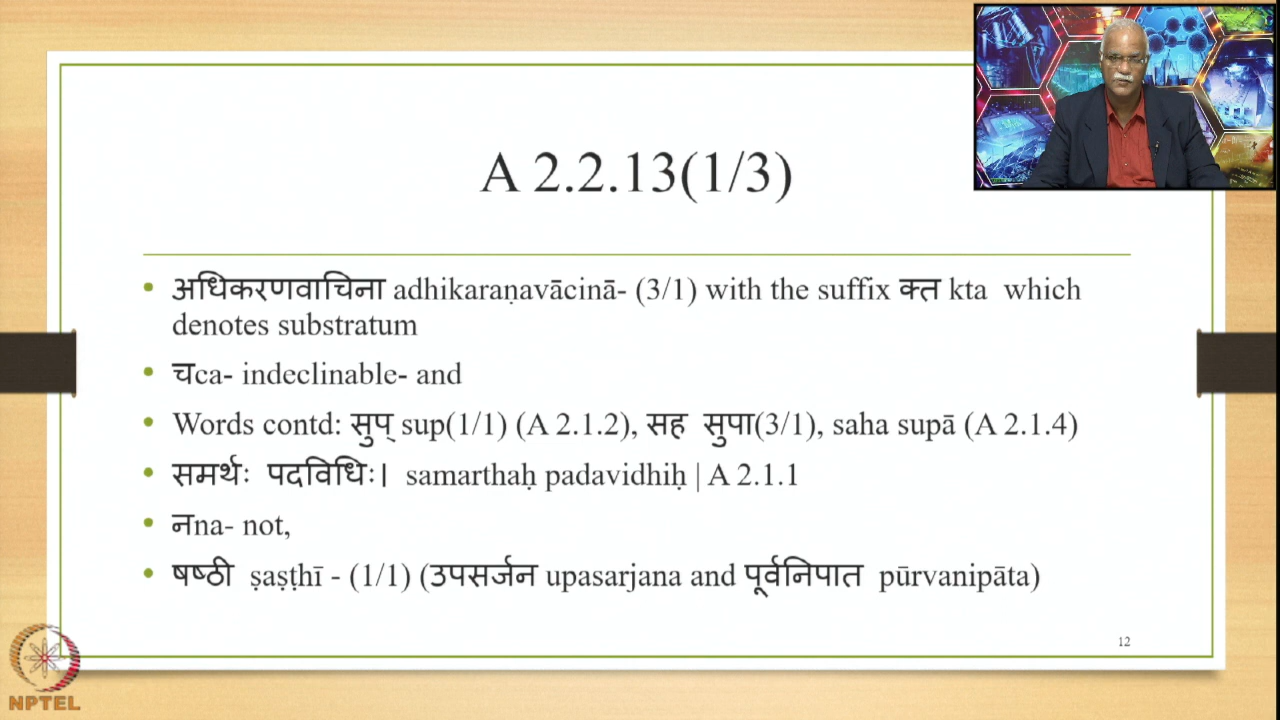 A 2.2.13(1/3)
अधिकरणवाचिना adhikaraṇavācinā- (3/1) with the suffix क्त kta which
denotes substratum
चca- indeclinable- and
Words contd: सुप् sup(1/1) (A 2.1.2), सह सुपा(3/1), saha supā (A 2.1.4)
समर्थः पदविधिः। samarthaḥ padavidhiḥ | A 2.1.1
नna- not,
षष्ठी ṣaṣṭhī - (1/1) (उपसर्जन upasarjana and पूर्वनिपात pūrvanipāta)
12
NPTEL